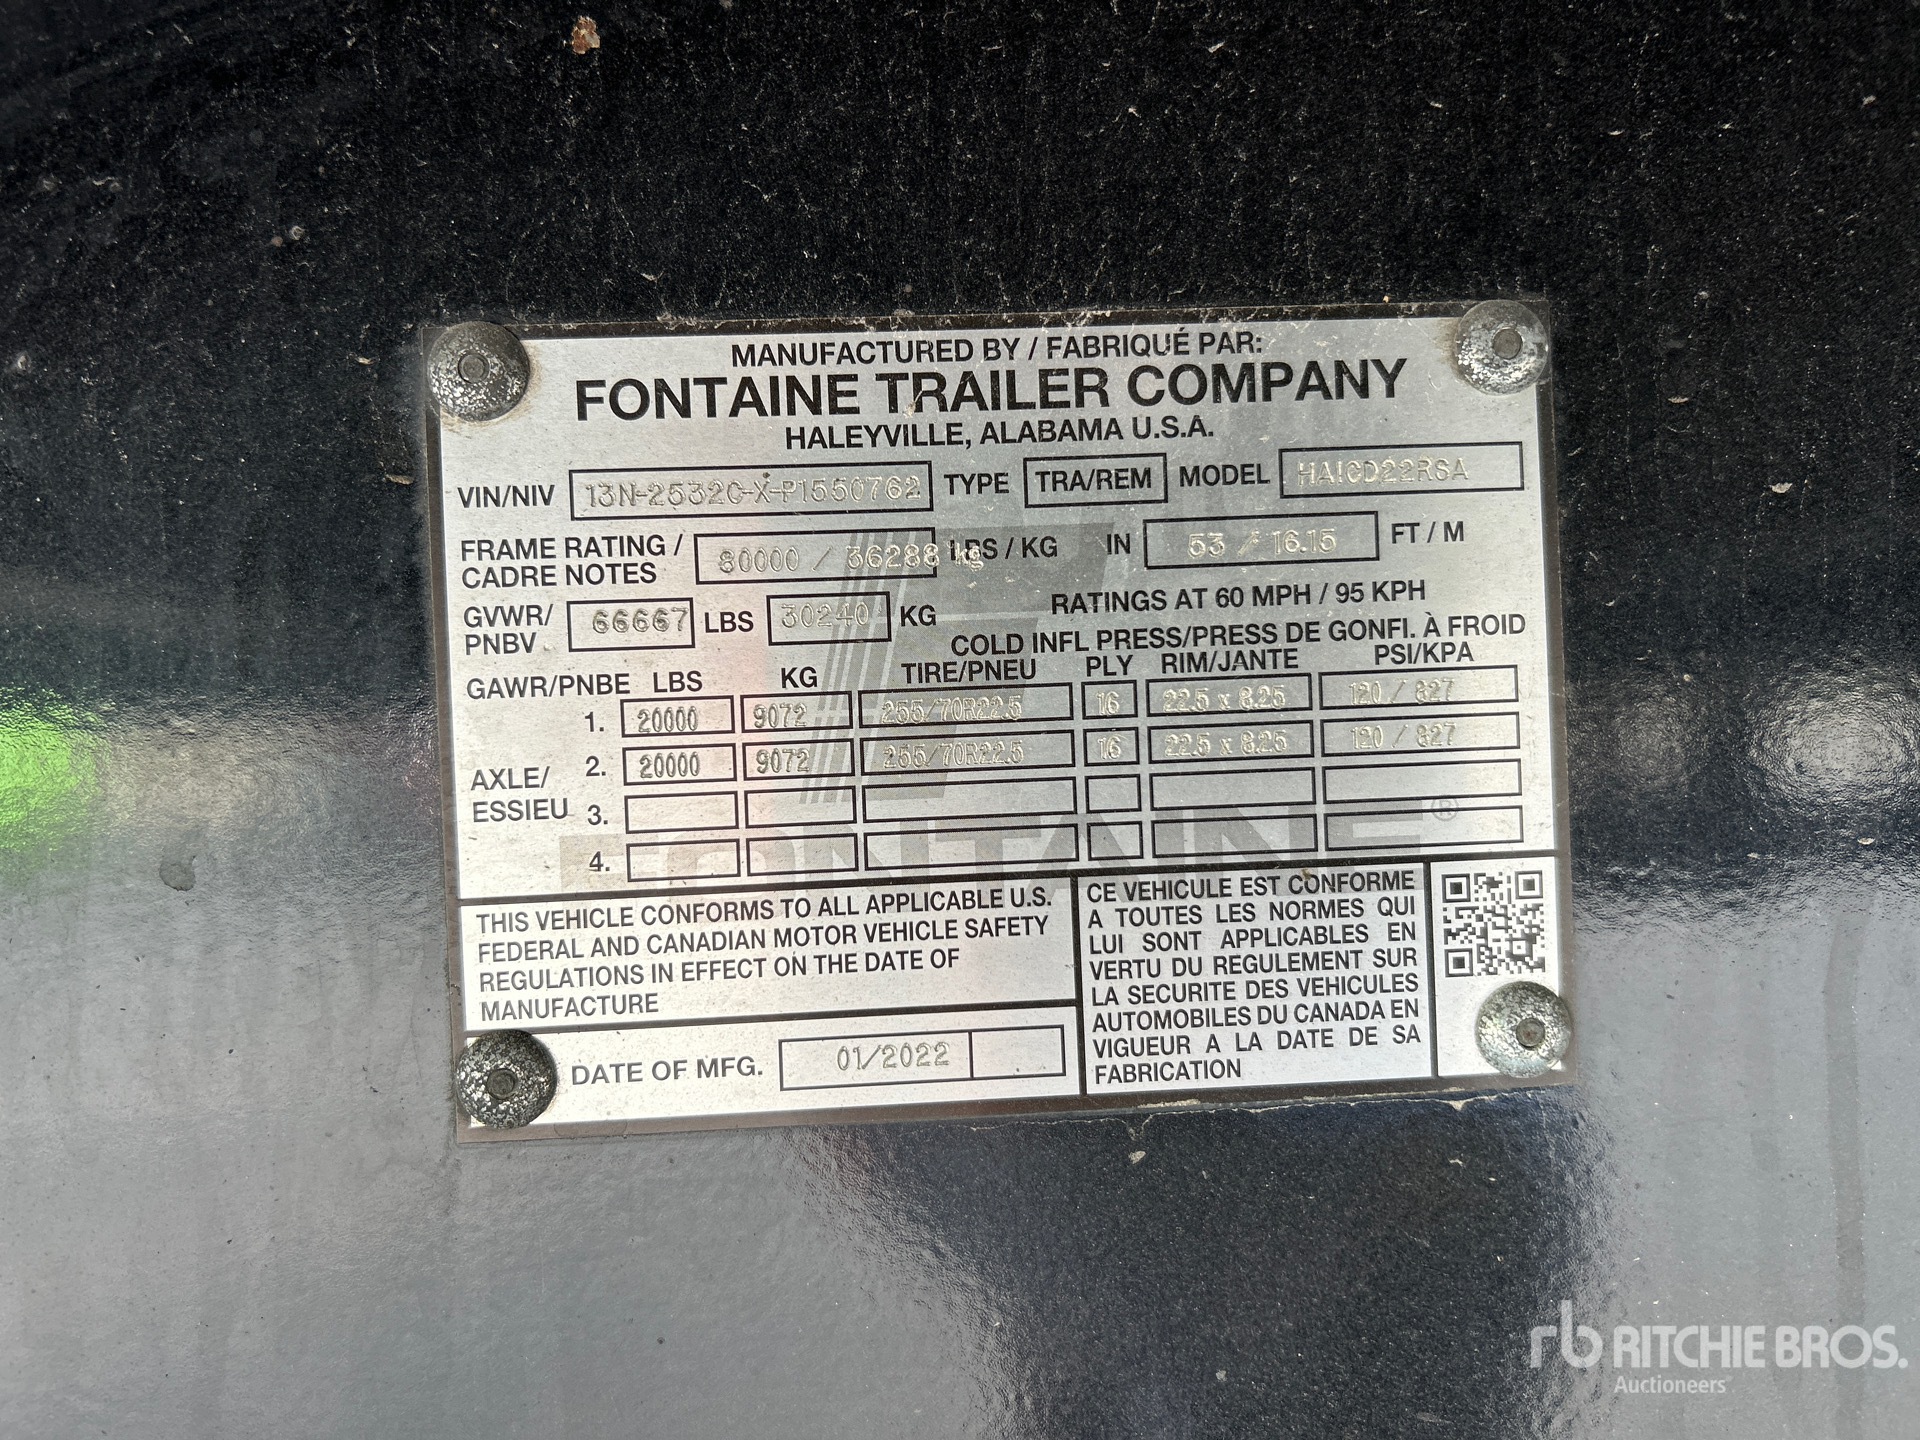 MANUFACTURED BY / FABRIQUÉ PAR:
FONTAINE TRAILER COMPANY
HALEYVILLE, ALABAMA U.S.A.
VIN/NIV 13N-2532C-X-P1550762 TYPE TRA/REM MODEL HAICD22RSA
FRAME RATING / CADRE NOTES 80000 / 36288 kg LBS / KG IN 53 / 16.15 FT / M
GVWR/ PNBV 66667 LBS 30240 KG RATINGS AT 60 MPH / 95 KPH
COLD INFL PRESS/PRESS DE GONFI. À FROID
GAWR/PNBE LBS KG TIRE/PNEU PLY RIM/JANTE PSI/KPA
1. 20000 9072 255/70R22.5 16 22.5 x 8.25 120 / 827
AXLE/ ESSIEU 2. 20000 9072 255/70R22.5 16 22.5 x 8.25 120 / 827
3.
4.
FONTAINE ®
THIS VEHICLE CONFORMS TO ALL APPLICABLE U.S.
FEDERAL AND CANADIAN MOTOR VEHICLE SAFETY
REGULATIONS IN EFFECT ON THE DATE OF
MANUFACTURE
DATE OF MFG. 01/2022
CE VEHICULE EST CONFORME
A TOUTES LES NORMES QUI
LUI SONT APPLICABLES EN
VERTU DU REGULEMENT SUR
LA SECURITE DES VEHICULES
AUTOMOBILES DU CANADA EN
VIGUEUR A LA DATE DE SA
FABRICATION
rb RITCHIE BROS.
Auctioneers